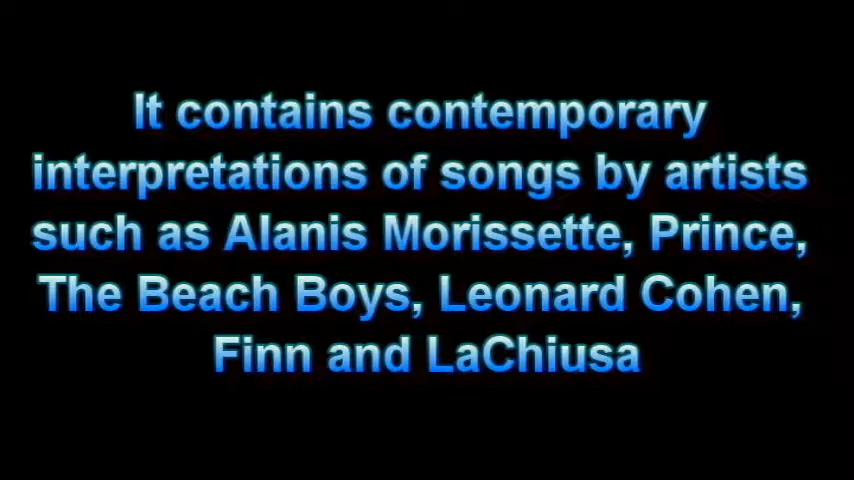 It contains contemporary
interpretations of songs by artists
such as Alanis Morissette, Prince,
The Beach Boys, Leonard Cohen,
Finn and LaChiusa